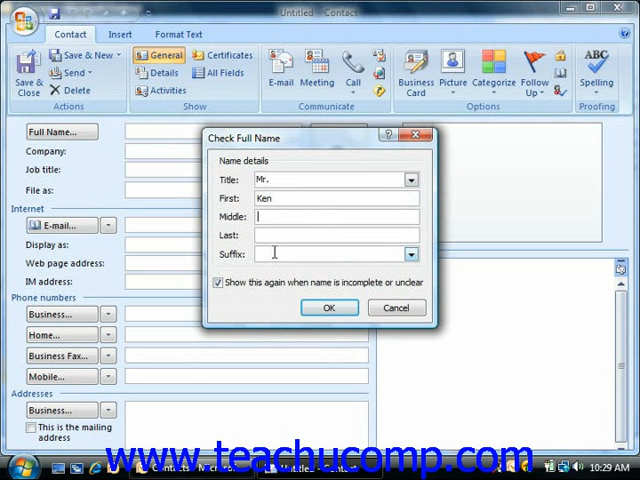 Untitled - Contact
Contact Insert Format Text
Save & Close
Save & New
Send
Delete
Actions
General
Details
Activities
Certificates
All Fields
Show
E-mail
Meeting
Call
Communicate
Business Card
Picture
Categorize
Follow Up
Options
ABC
Spelling
Proofing
Full Name...
Company:
Job title:
File as:
Internet
E-mail...
Display as:
Web page address:
IM address:
Phone numbers
Business...
Home...
Business Fax...
Mobile...
Addresses
Business...
This is the mailing address
Check Full Name
Name details
Title: Mr.
First: Ken
Middle:
Last:
Suffix:
Show this again when name is incomplete or unclear
OK Cancel
www.teachucomp.com
10:29 AM